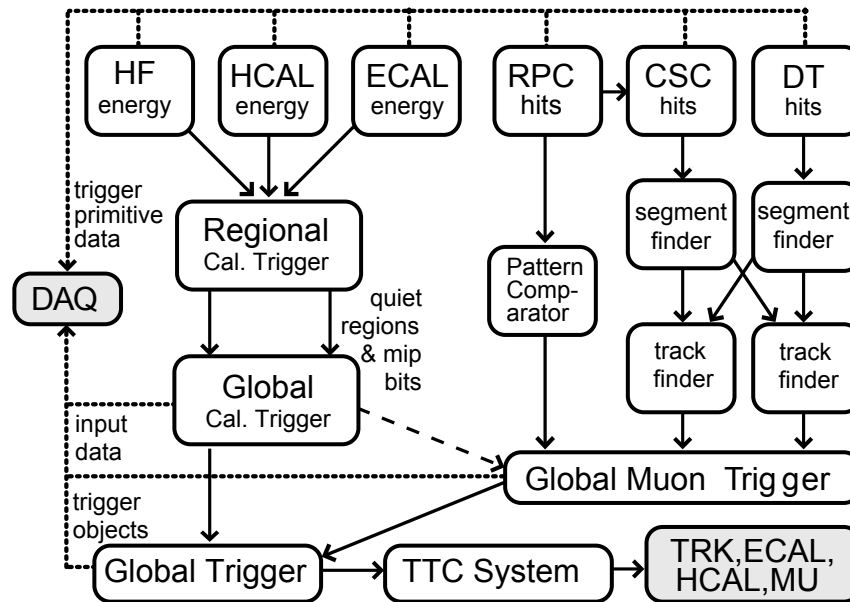 HF
energy
HCAL
energy
ECAL
energy
RPC
hits
CSC
hits
DT
hits
trigger
primitive
data
Regional
Cal. Trigger
segment
finder
segment
finder
DAQ
quiet
regions
& mip
bits
Pattern
Comp-
arator
Global
Cal. Trigger
track
finder
track
finder
input
data
Global Muon Trigger
trigger
objects
Global Trigger
TTC System
TRK,ECAL,
HCAL,MU